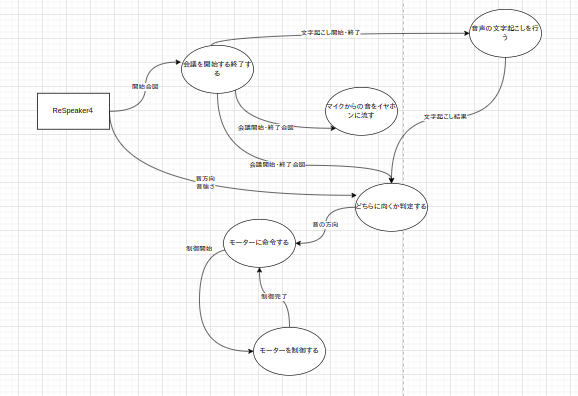 文字起こし開始・終了
音声の文字起こしを行
う
会議を開始する終了す
る
開始合図
ReSpeaker4
マイクからの音をイヤホ
ンに流す
文字起こし結果
会議開始・終了合図
会議開始・終了合図
音方向
音強さ
どちらに向くか判定する
音の方向
モーターに命令する
制御開始
制御完了
モーターを制御する